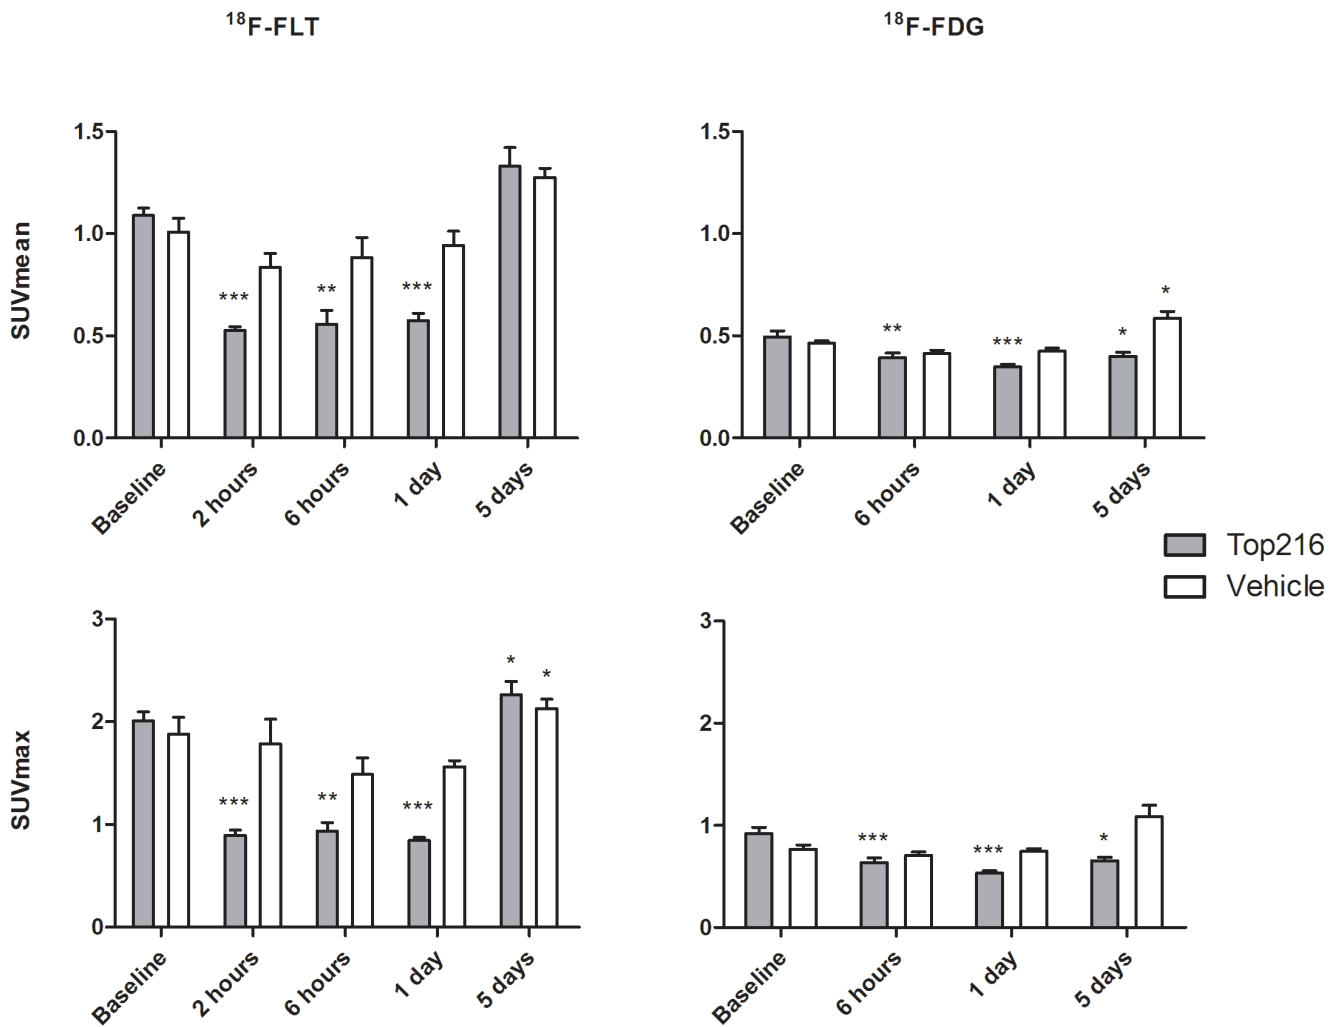 ¹⁸F-FLT
¹⁸F-FDG
SUVmean
1.5
1.0
0.5
0.0
***
**
***
Baseline
2 hours
6 hours
1 day
5 days
1.5
1.0
0.5
0.0
**
***
*
*
Baseline
6 hours
1 day
5 days
Top216
Vehicle
SUVmax
3
2
1
0
***
**
***
*
*
Baseline
2 hours
6 hours
1 day
5 days
3
2
1
0
***
***
*
Baseline
6 hours
1 day
5 days